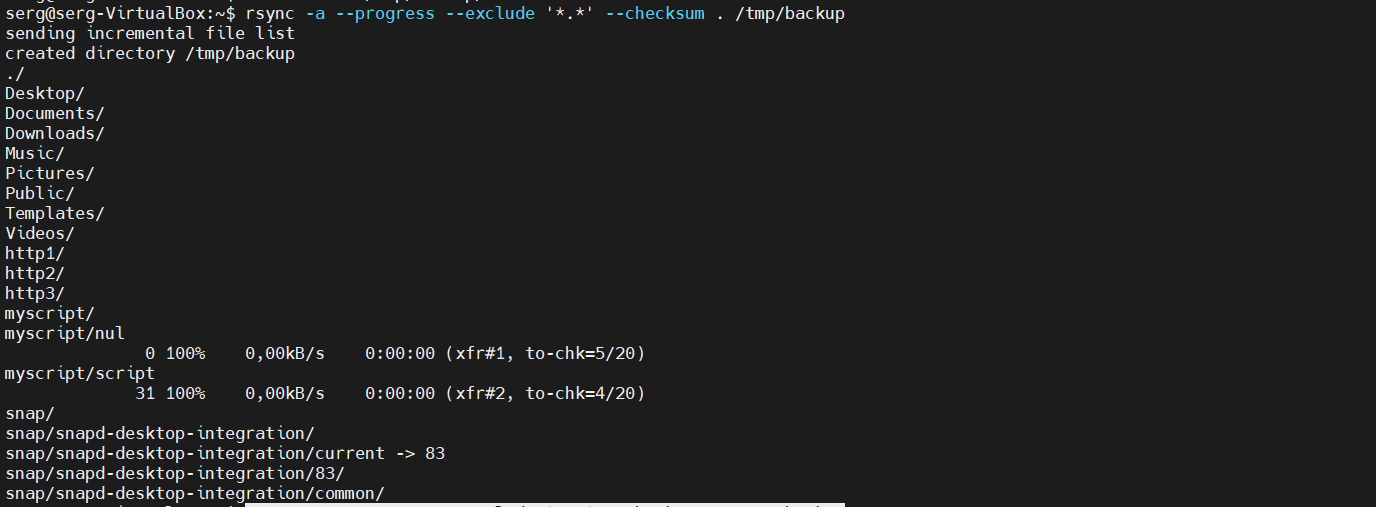 serg@serg-VirtualBox:~$ rsync -a --progress --exclude '*.*' --checksum . /tmp/backup
sending incremental file list
created directory /tmp/backup
./
Desktop/
Documents/
Downloads/
Music/
Pictures/
Public/
Templates/
Videos/
http1/
http2/
http3/
myscript/
myscript/nul
              0 100%    0,00kB/s    0:00:00 (xfr#1, to-chk=5/20)
myscript/script
             31 100%    0,00kB/s    0:00:00 (xfr#2, to-chk=4/20)
snap/
snap/snapd-desktop-integration/
snap/snapd-desktop-integration/current -> 83
snap/snapd-desktop-integration/83/
snap/snapd-desktop-integration/common/